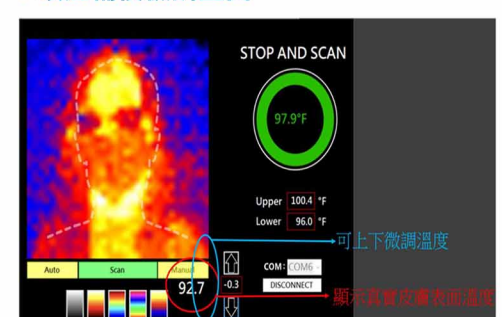 STOP AND SCAN
97.9°F
Upper 100.4 °F
Lower 96.0 °F
可上下微調溫度
Auto Scan Manual
COM: COM6
92.7 -0.3 DISCONNECT
顯示真實皮膚表面溫度